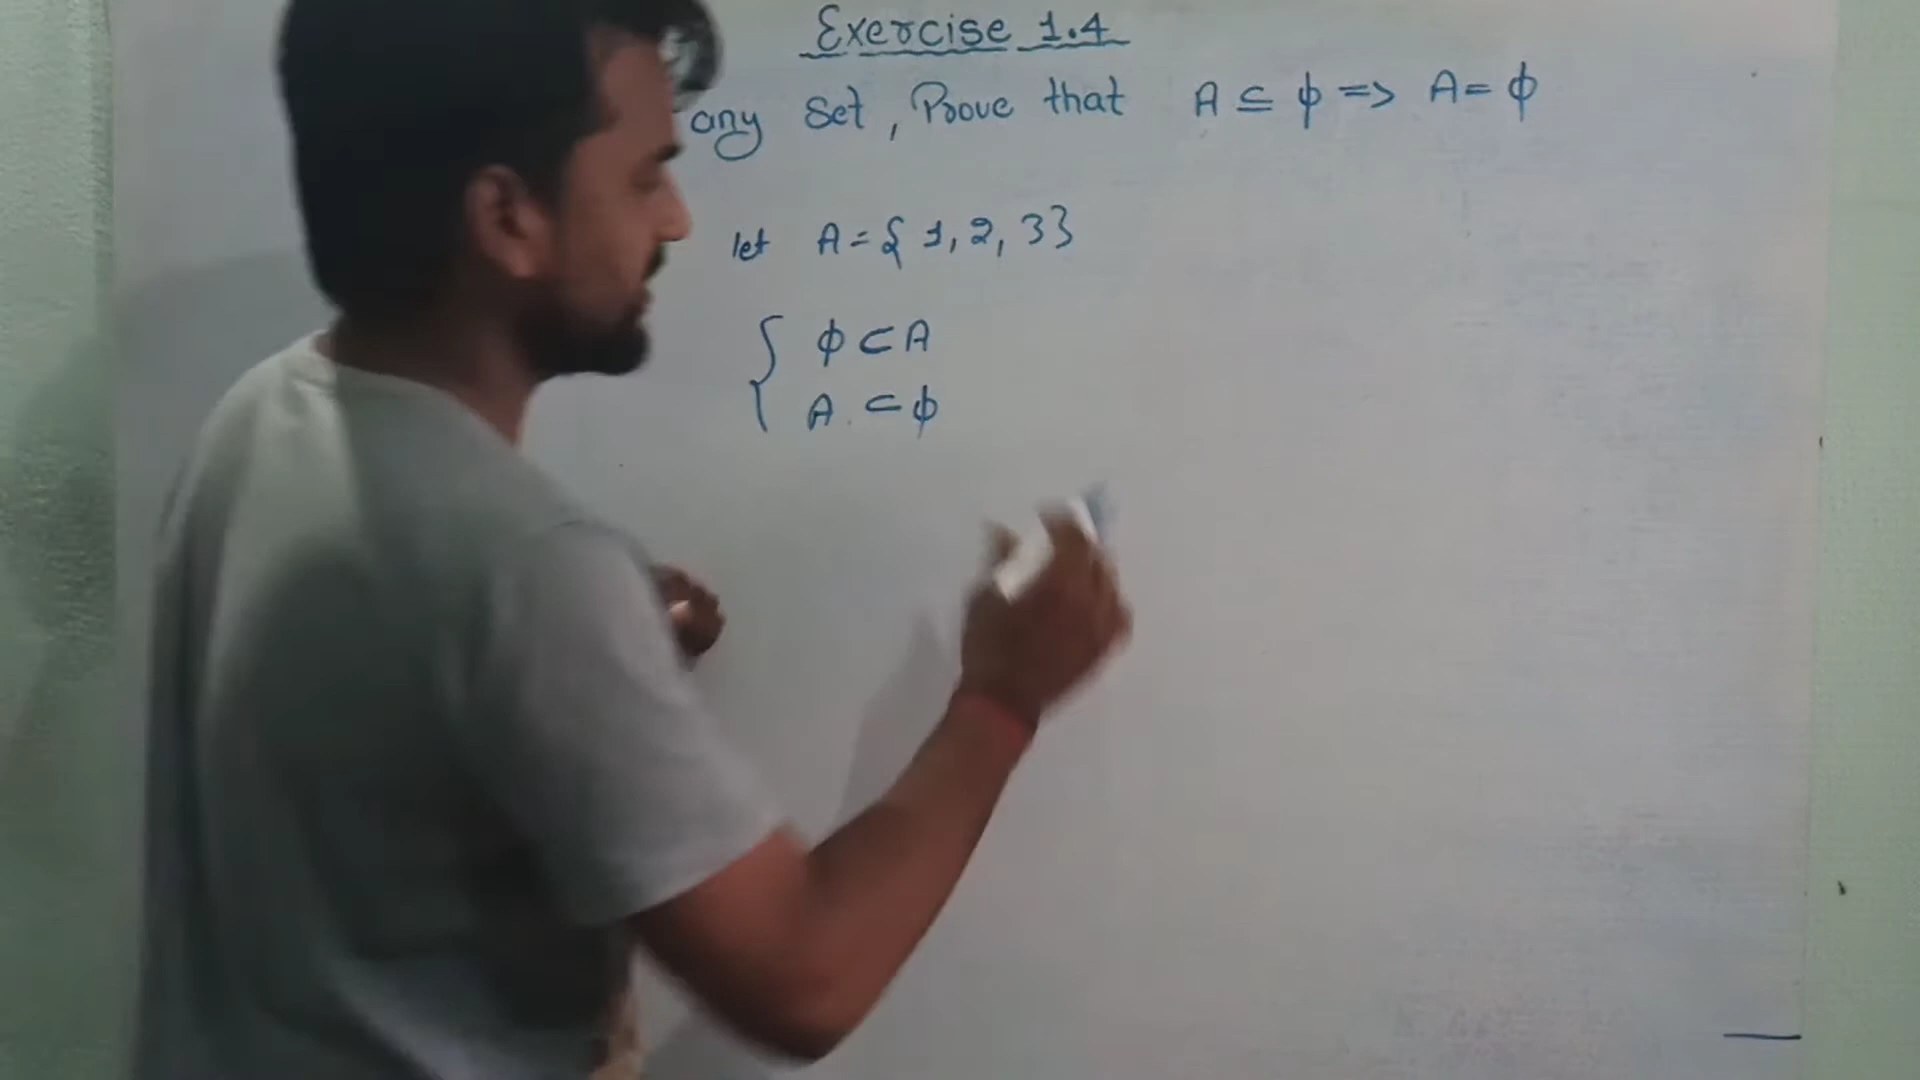 Exercise 1.4
any set, Prove that A ⊆ ϕ => A = ϕ
let A = { 1, 2, 3}
{ ϕ ⊂ A
A ⊂ ϕ